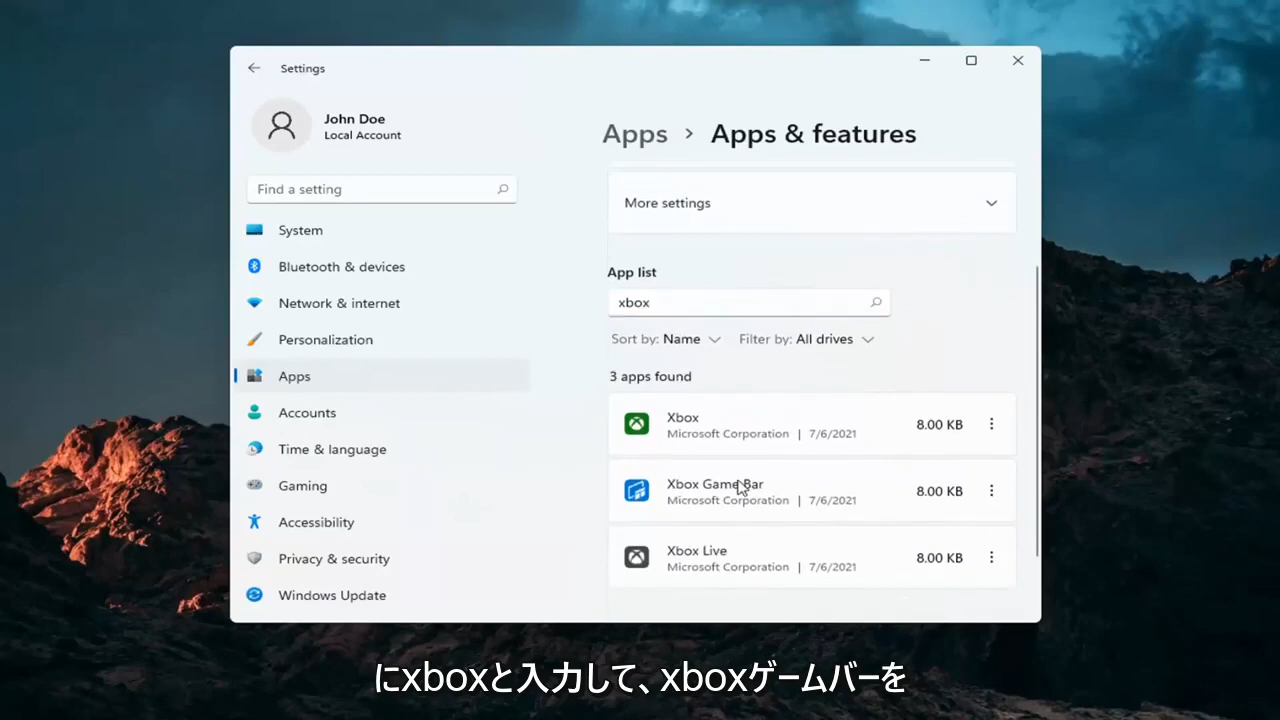 Settings
John Doe
Local Account
Find a setting
System
Bluetooth & devices
Network & internet
Personalization
Apps
Accounts
Time & language
Gaming
Accessibility
Privacy & security
Windows Update
Apps > Apps & features
More settings
App list
xbox
Sort by: Name Filter by: All drives
3 apps found
Xbox
Microsoft Corporation | 7/6/2021
8.00 KB
Xbox Game Bar
Microsoft Corporation | 7/6/2021
8.00 KB
Xbox Live
Microsoft Corporation | 7/6/2021
8.00 KB
にxboxと入力して、xboxゲームバーを